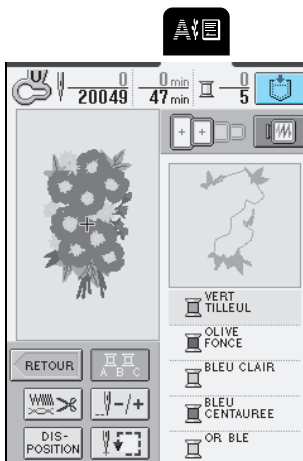 A
U
0
20049
0 min
47 min
0
5
VERT
TILLEUL
OLIVE
FONCE
BLEU CLAIR
BLEU
CENTAUREE
OR BLE
RETOUR
A B C
-/+
DIS-
POSITION